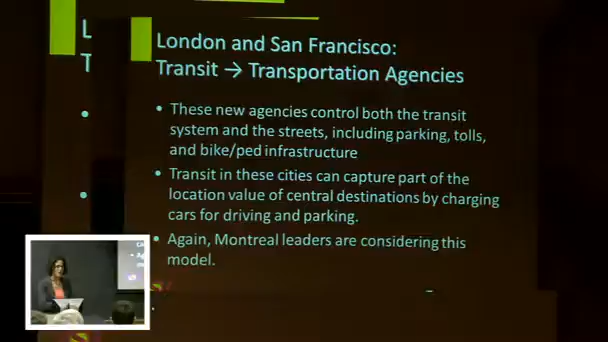 London and San Francisco:
Transit → Transportation Agencies
• These new agencies control both the transit
system and the streets, including parking, tolls,
and bike/ped infrastructure
• Transit in these cities can capture part of the
location value of central destinations by charging
cars for driving and parking.
• Again, Montreal leaders are considering this
model.
L
T